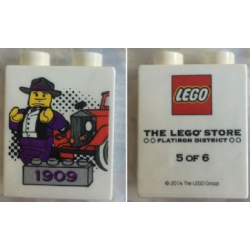 1909
LEGO
THE LEGO® STORE
FLATIRON DISTRICT
5 OF 6
© 2014 The LEGO Group